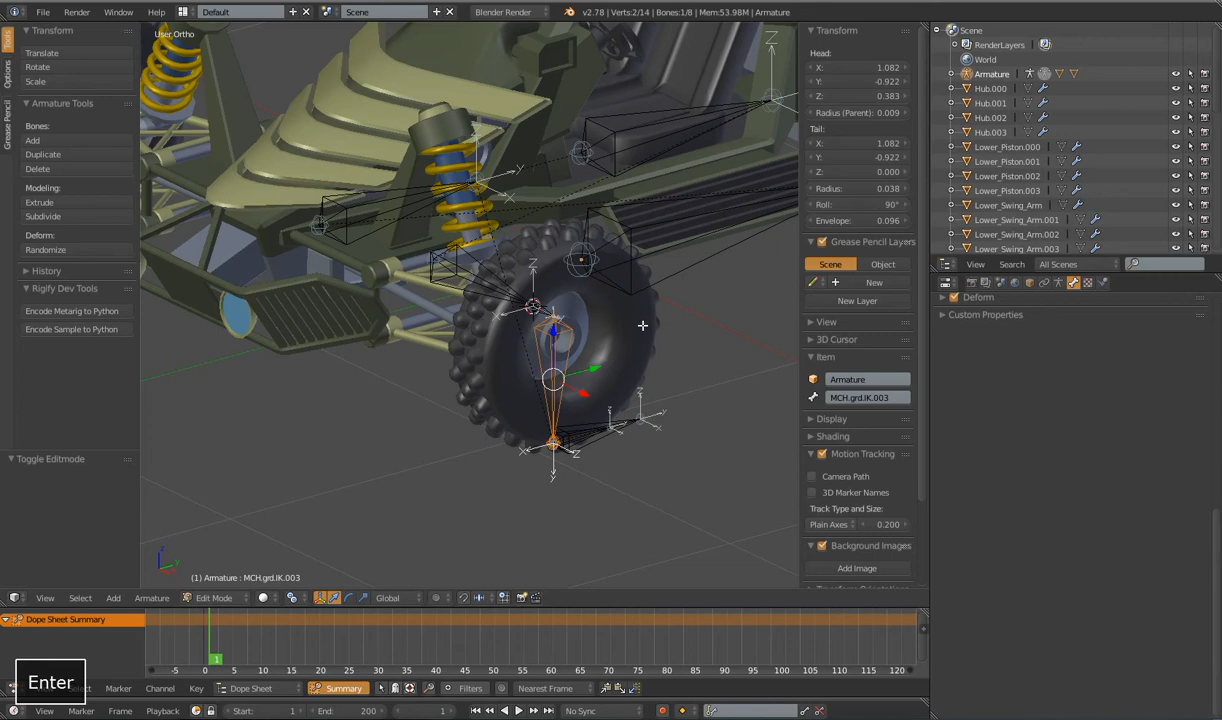 File Render Window Help Default Scene Blender Render v2.78 | Verts:2/14 | Bones:1/8 | Mem:53.98M | Armature
Tools
Options
Grease Pencil
Transform
Translate
Rotate
Scale
Armature Tools
Bones:
Add
Duplicate
Delete
Modeling:
Extrude
Subdivide
Deform:
Randomize
History
Rigify Dev Tools
Encode Metarig to Python
Encode Sample to Python
Toggle Editmode
User Ortho
(1) Armature : MCH.grd.IK.003
Transform
Head:
X: 1.082
Y: -0.922
Z: 0.383
Radius (Parent): 0.009
Tail:
X: 1.082
Y: -0.922
Z: 0.000
Radius: 0.038
Roll: 90°
Envelope: 0.096
Grease Pencil Layers
Scene Object
New
New Layer
View
3D Cursor
Item
Armature
MCH.grd.IK.003
Display
Shading
Motion Tracking
Camera Path
3D Marker Names
Track Type and Size:
Plain Axes 0.200
Background Images
Add Image
Scene
RenderLayers
World
Armature
Hub.000
Hub.001
Hub.002
Hub.003
Lower_Piston.000
Lower_Piston.001
Lower_Piston.002
Lower_Piston.003
Lower_Swing_Arm
Lower_Swing_Arm.001
Lower_Swing_Arm.002
Lower_Swing_Arm.003
View Search All Scenes
Deform
Custom Properties
View Select Add Armature Edit Mode Global
Dope Sheet Summary
1
-5 0 5 10 15 20 25 30 35 40 45 50 55 60 65 70 75 80 85 90 95 100 105 110 115 120
Enter
Marker Channel Key Dope Sheet Summary Filters Nearest Frame
View Marker Frame Playback Start: 1 End: 200 1 No Sync